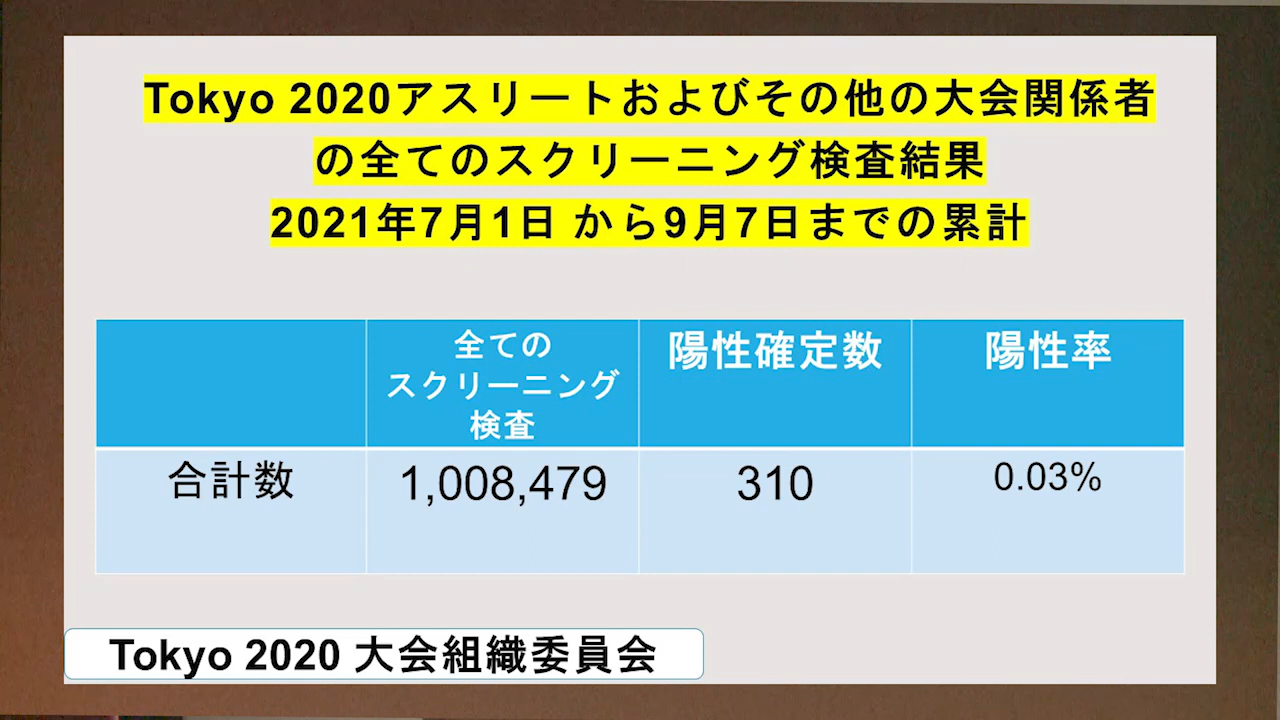 Tokyo 2020アスリートおよびその他の大会関係者
の全てのスクリーニング検査結果
2021年7月1日 から9月7日までの累計
全ての
スクリーニング
検査
陽性確定数
陽性率
合計数
1,008,479
310
0.03%
Tokyo 2020 大会組織委員会